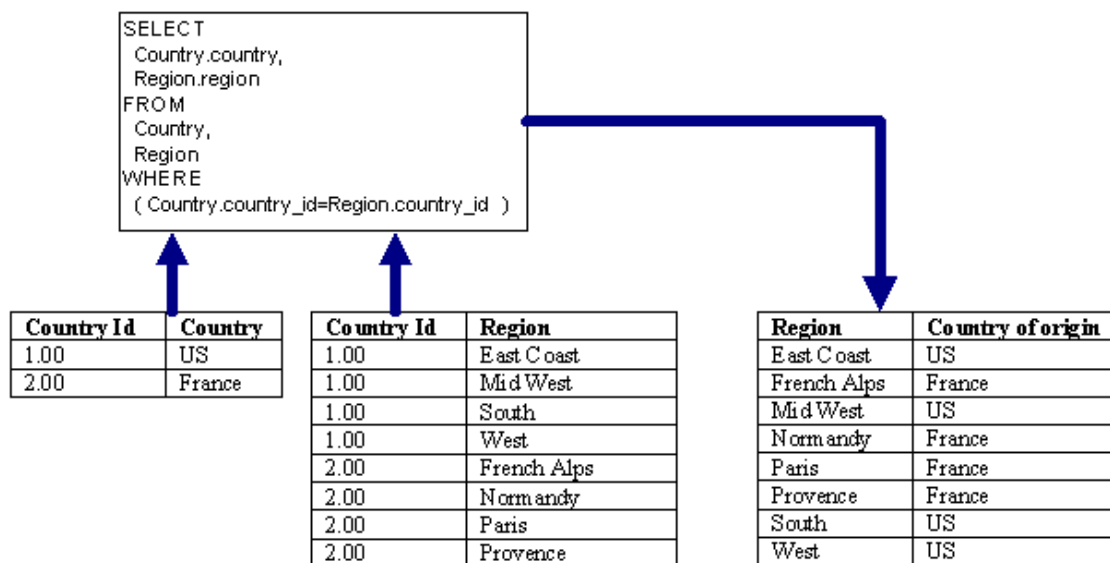 SELECT
Country.country,
Region.region
FROM
Country,
Region
WHERE
( Country.country_id=Region.country_id )
Country Id Country
1.00 US
2.00 France
Country Id Region
1.00 East Coast
1.00 Mid West
1.00 South
1.00 West
2.00 French Alps
2.00 Normandy
2.00 Paris
2.00 Provence
Region Country of origin
East Coast US
French Alps France
Mid West US
Normandy France
Paris France
Provence France
South US
West US